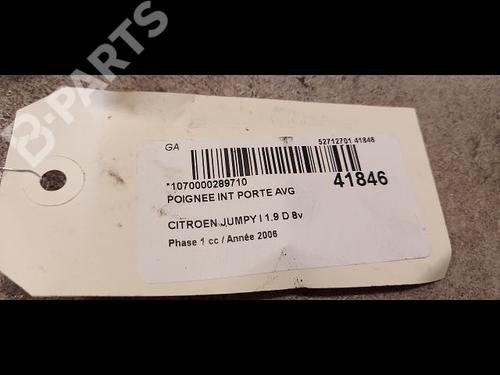 B-PARTS
GA
52712701 41846
*1070000289710
41846
POIGNEE INT PORTE AVG
CITROEN JUMPY I 1.9 D 8v
Phase 1 cc / Année 2006